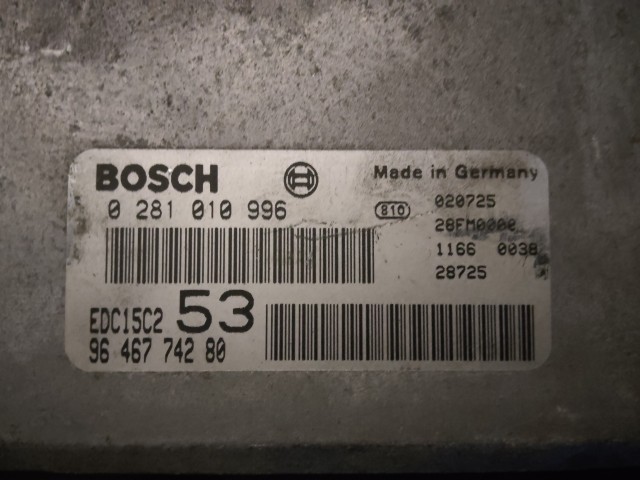 BOSCH
Made in Germany
0 281 010 996
810
020725
28FM0000
1166 0038
28725
EDC15C2 53
96 467 742 80